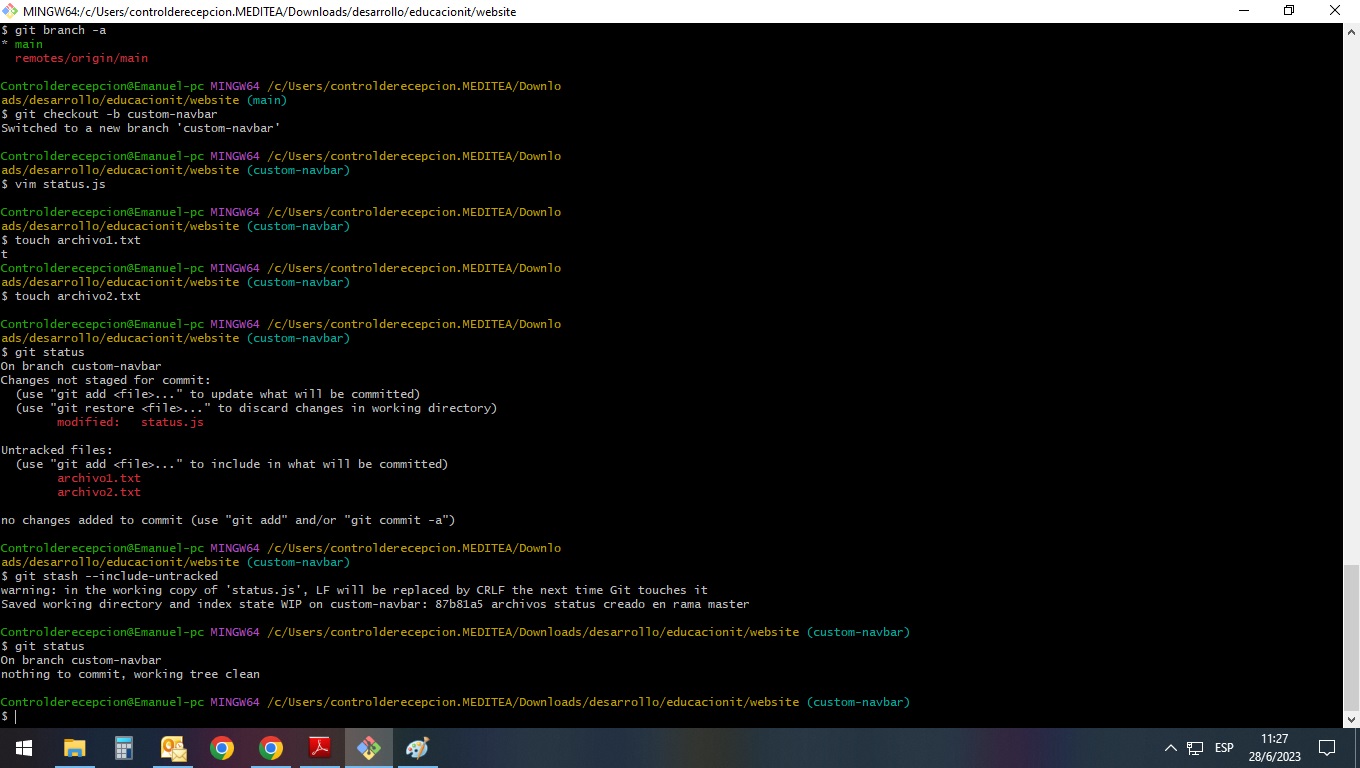 MINGW64:/c/Users/controlderecepcion.MEDITEA/Downloads/desarrollo/educacionit/website
$ git branch -a
* main
  remotes/origin/main

Controlderecepcion@Emanuel-pc MINGW64 /c/Users/controlderecepcion.MEDITEA/Downlo
ads/desarrollo/educacionit/website (main)
$ git checkout -b custom-navbar
Switched to a new branch 'custom-navbar'

Controlderecepcion@Emanuel-pc MINGW64 /c/Users/controlderecepcion.MEDITEA/Downlo
ads/desarrollo/educacionit/website (custom-navbar)
$ vim status.js

Controlderecepcion@Emanuel-pc MINGW64 /c/Users/controlderecepcion.MEDITEA/Downlo
ads/desarrollo/educacionit/website (custom-navbar)
$ touch archivo1.txt
t
Controlderecepcion@Emanuel-pc MINGW64 /c/Users/controlderecepcion.MEDITEA/Downlo
ads/desarrollo/educacionit/website (custom-navbar)
$ touch archivo2.txt

Controlderecepcion@Emanuel-pc MINGW64 /c/Users/controlderecepcion.MEDITEA/Downlo
ads/desarrollo/educacionit/website (custom-navbar)
$ git status
On branch custom-navbar
Changes not staged for commit:
  (use "git add <file>..." to update what will be committed)
  (use "git restore <file>..." to discard changes in working directory)
        modified:   status.js

Untracked files:
  (use "git add <file>..." to include in what will be committed)
        archivo1.txt
        archivo2.txt

no changes added to commit (use "git add" and/or "git commit -a")

Controlderecepcion@Emanuel-pc MINGW64 /c/Users/controlderecepcion.MEDITEA/Downlo
ads/desarrollo/educacionit/website (custom-navbar)
$ git stash --include-untracked
warning: in the working copy of 'status.js', LF will be replaced by CRLF the next time Git touches it
Saved working directory and index state WIP on custom-navbar: 87b81a5 archivos status creado en rama master

Controlderecepcion@Emanuel-pc MINGW64 /c/Users/controlderecepcion.MEDITEA/Downloads/desarrollo/educacionit/website (custom-navbar)
$ git status
On branch custom-navbar
nothing to commit, working tree clean

Controlderecepcion@Emanuel-pc MINGW64 /c/Users/controlderecepcion.MEDITEA/Downloads/desarrollo/educacionit/website (custom-navbar)
$
ESP
11:27
28/6/2023